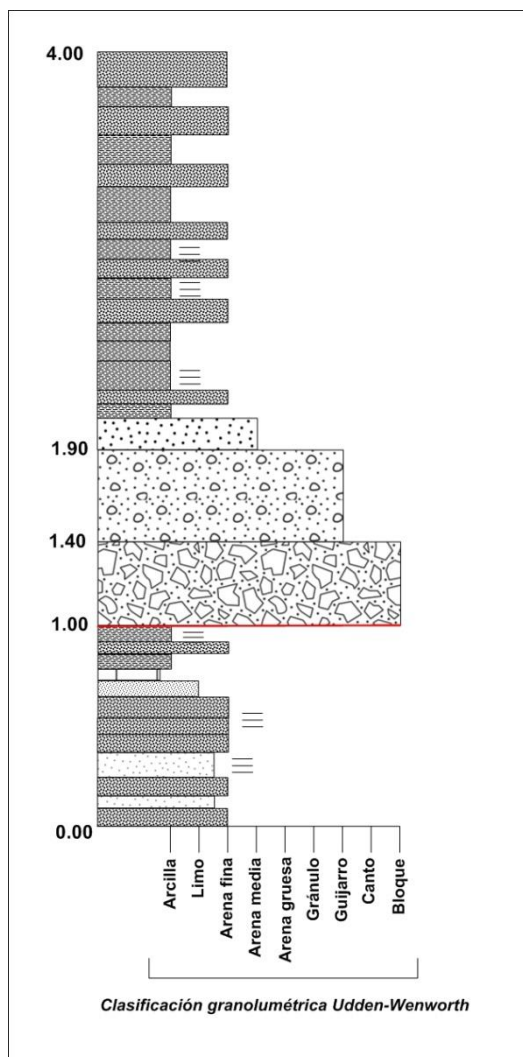 4.00
1.90
1.40
1.00
0.00
Arcilla
Limo
Arena fina
Arena media
Arena gruesa
Gránulo
Guijarro
Canto
Bloque
Clasificación granolumétrica Udden-Wenworth